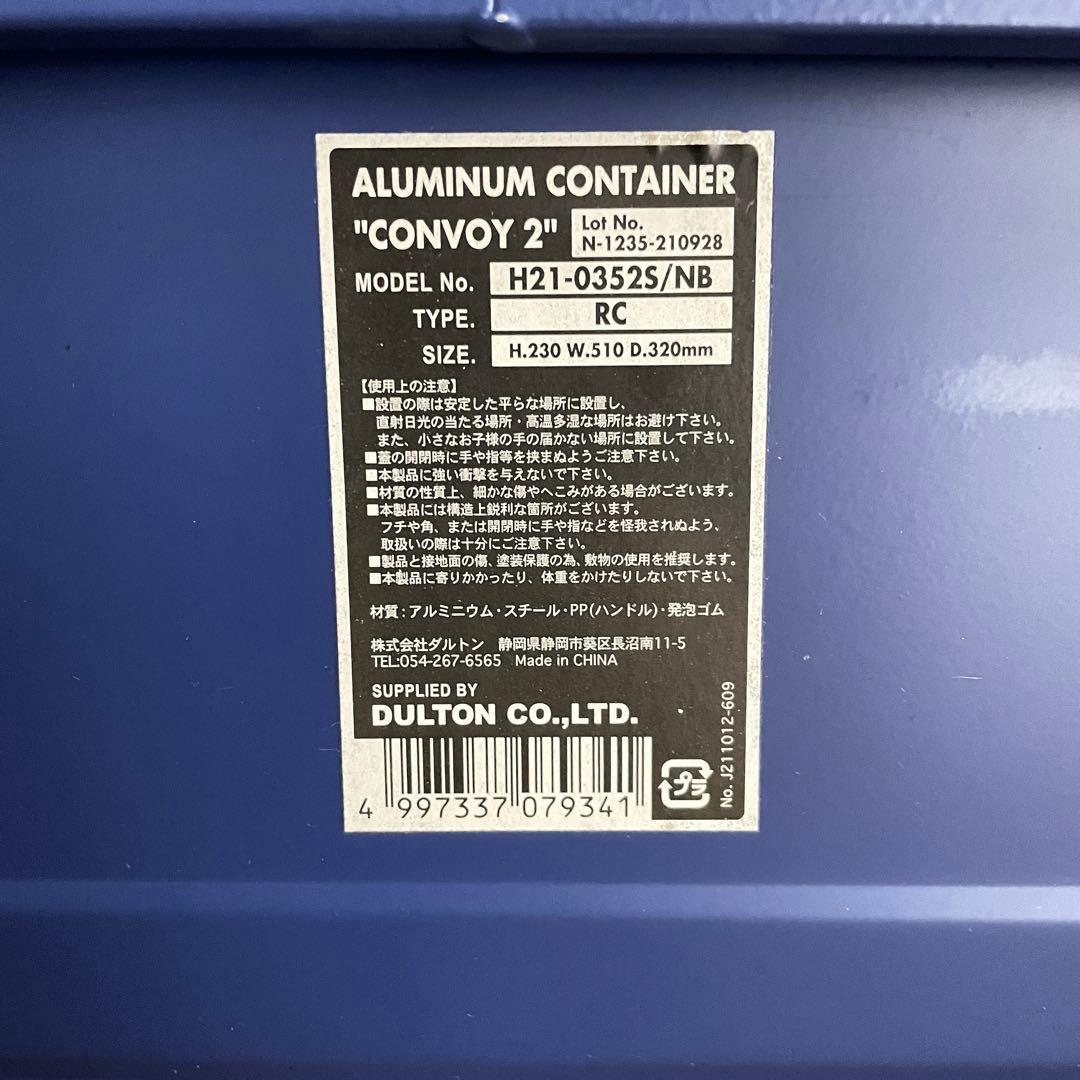 ALUMINUM CONTAINER
"CONVOY 2"
Lot No.
N-1235-210928
MODEL No. H21-0352S/NB
TYPE. RC
SIZE. H.230 W.510 D.320mm
【使用上の注意】
■設置の際は安定した平らな場所に設置し、
直射日光の当たる場所・高温多湿な場所はお避け下さい。
また、小さなお子様の手の届かない場所に設置して下さい。
■蓋の開閉時に手や指等を挟まぬようご注意下さい。
■本製品に強い衝撃を与えないで下さい。
■材質の性質上、細かな傷やへこみがある場合がございます。
■本製品には構造上鋭利な箇所がございます。
フチや角、または開閉時に手や指などを怪我されぬよう、
取扱いの際は十分にご注意下さい。
■製品と接地面の傷、塗装保護の為、敷物の使用を推奨します。
■本製品に寄りかかったり、体重をかけたりしないで下さい。
材質：アルミニウム・スチール・PP(ハンドル)・発泡ゴム
株式会社ダルトン 静岡県静岡市葵区長沼南11-5
TEL:054-267-6565 Made in CHINA
SUPPLIED BY
DULTON CO.,LTD.
4 997337 079341
プラ
No. J211012-609